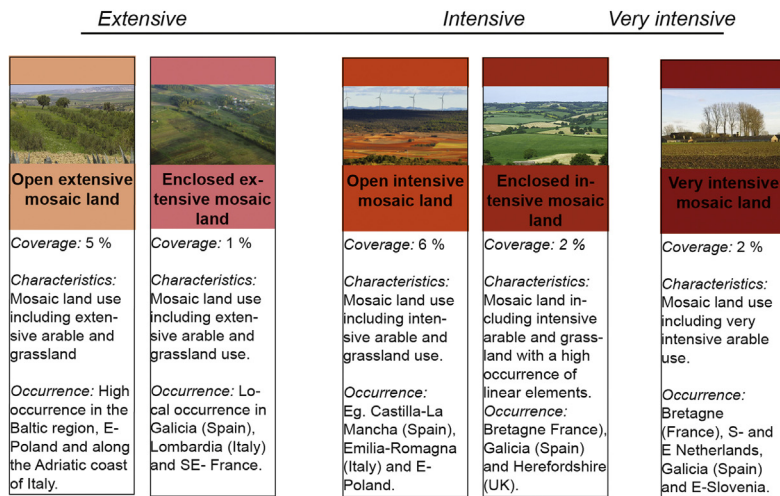 Extensive
Intensive
Very intensive
Open extensive
mosaic land
Coverage: 5 %
Characteristics:
Mosaic land use
including exten-
sive arable and
grassland
Occurrence: High
occurrence in the
Baltic region, E-
Poland and along
the Adriatic coast
of Italy.
Enclosed ex-
tensive mosaic
land
Coverage: 1 %
Characteristics:
Mosaic land use
including exten-
sive arable and
grassland use.
Occurrence: Lo-
cal occurrence in
Galicia (Spain),
Lombardia (Italy)
and SE- France.
Open intensive
mosaic land
Coverage: 6 %
Characteristics:
Mosaic land use
including inten-
sive arable and
grassland use.
Occurrence:
Eg. Castilla-La
Mancha (Spain),
Emilia-Romagna
(Italy) and E-
Poland.
Enclosed in-
tensive mosaic
land
Coverage: 2 %
Characteristics:
Mosaic land in-
cluding intensive
arable and grass-
land with a high
occurrence of
linear elements.
Occurrence:
Bretagne France),
Galicia (Spain)
and Herefordshire
(UK).
Very intensive
mosaic land
Coverage: 2 %
Characteristics:
Mosaic land use
including very
intensive arable
use.
Occurrence:
Bretagne
(France), S- and
E Netherlands,
Galicia (Spain)
and E-Slovenia.